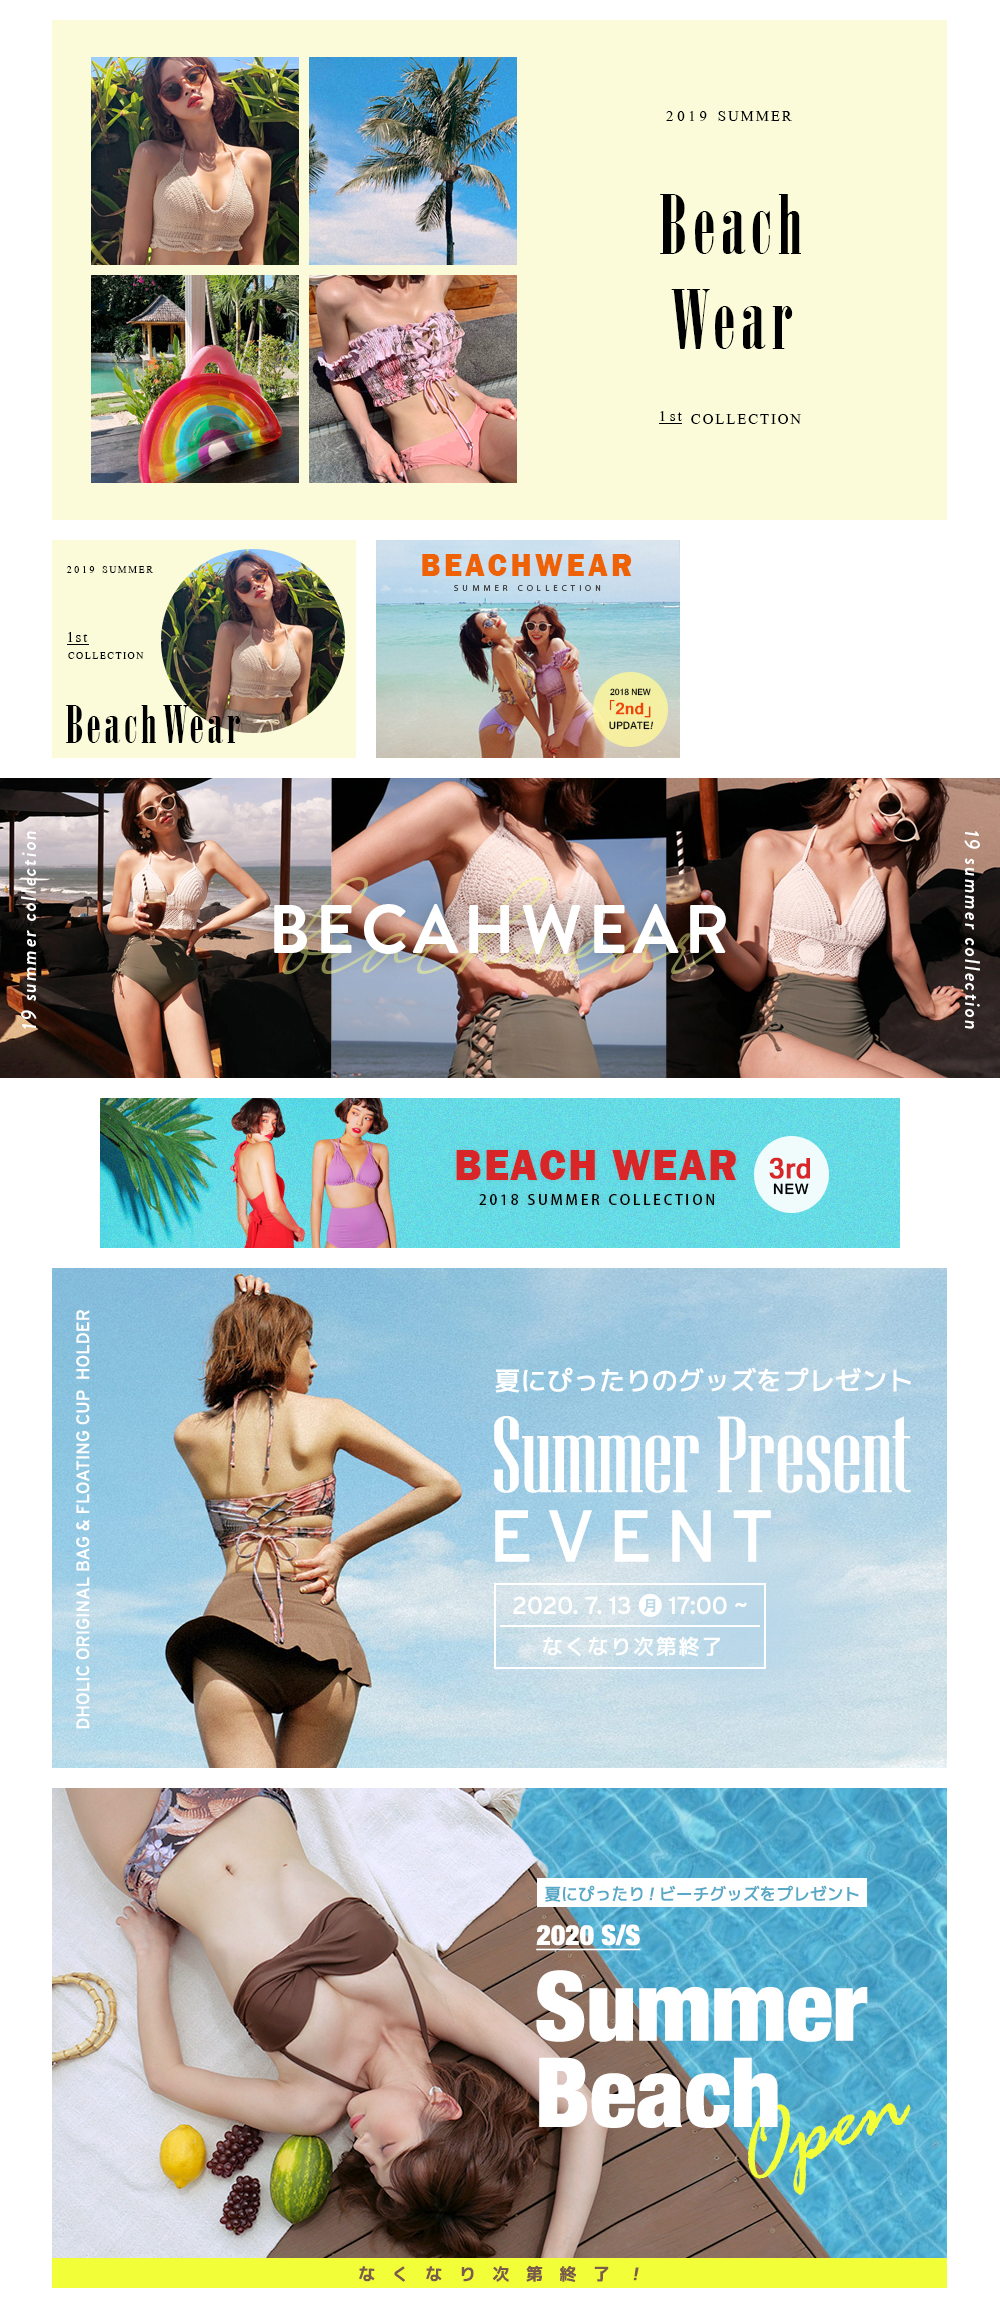 2019 SUMMER
Beach
Wear
1st COLLECTION
2019 SUMMER
1st
COLLECTION
Beach Wear
BEACHWEAR
SUMMER COLLECTION
2018 NEW
「2nd」
UPDATE!
19 summer collection
BECAHWEAR
beachwear
19 summer collection
BEACH WEAR
2018 SUMMER COLLECTION
3rd
NEW
DHOLIC ORIGINAL BAG & FLOATING CUP HOLDER
夏にぴったりのグッズをプレゼント
Summer Present
EVENT
2020. 7. 13 月 17:00 ~
なくなり次第終了
夏にぴったり!ビーチグッズをプレゼント
2020 S/S
Summer
Beach
Open
なくなり次第終了!